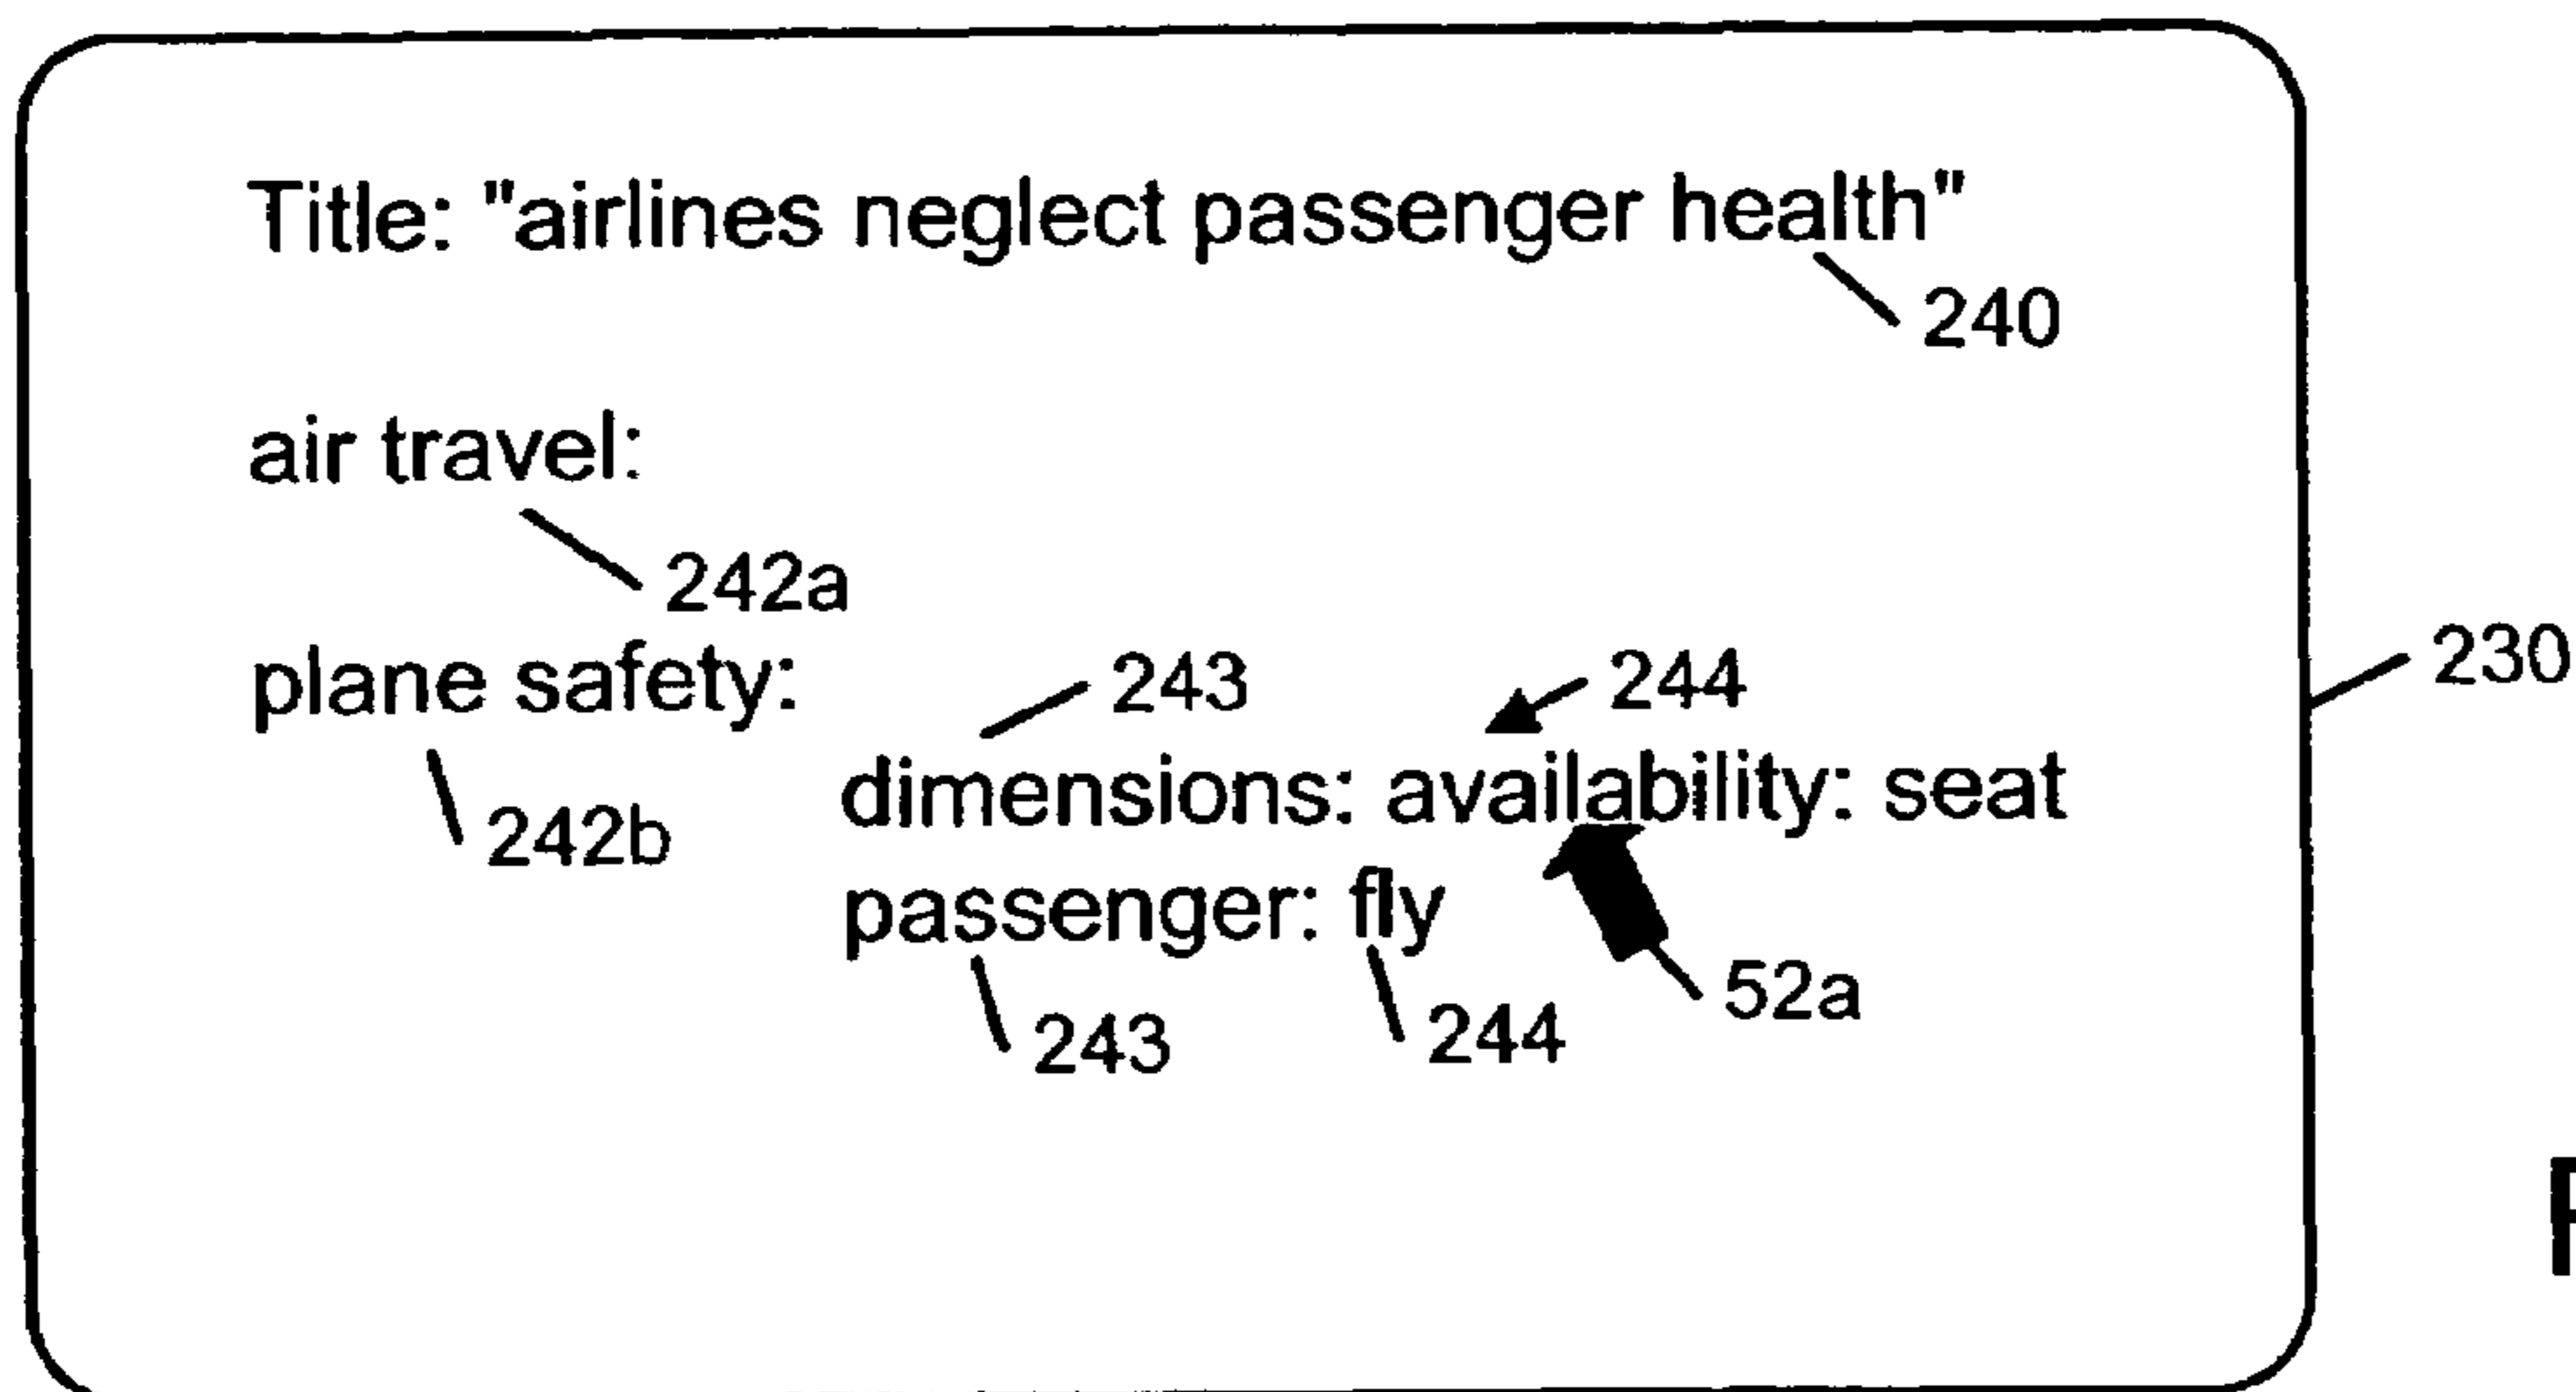 Title: "airlines neglect passenger health"
240
air travel:
242a
plane safety:
243
244
230
dimensions: availability: seat
242b
passenger: fly
52a
243
244